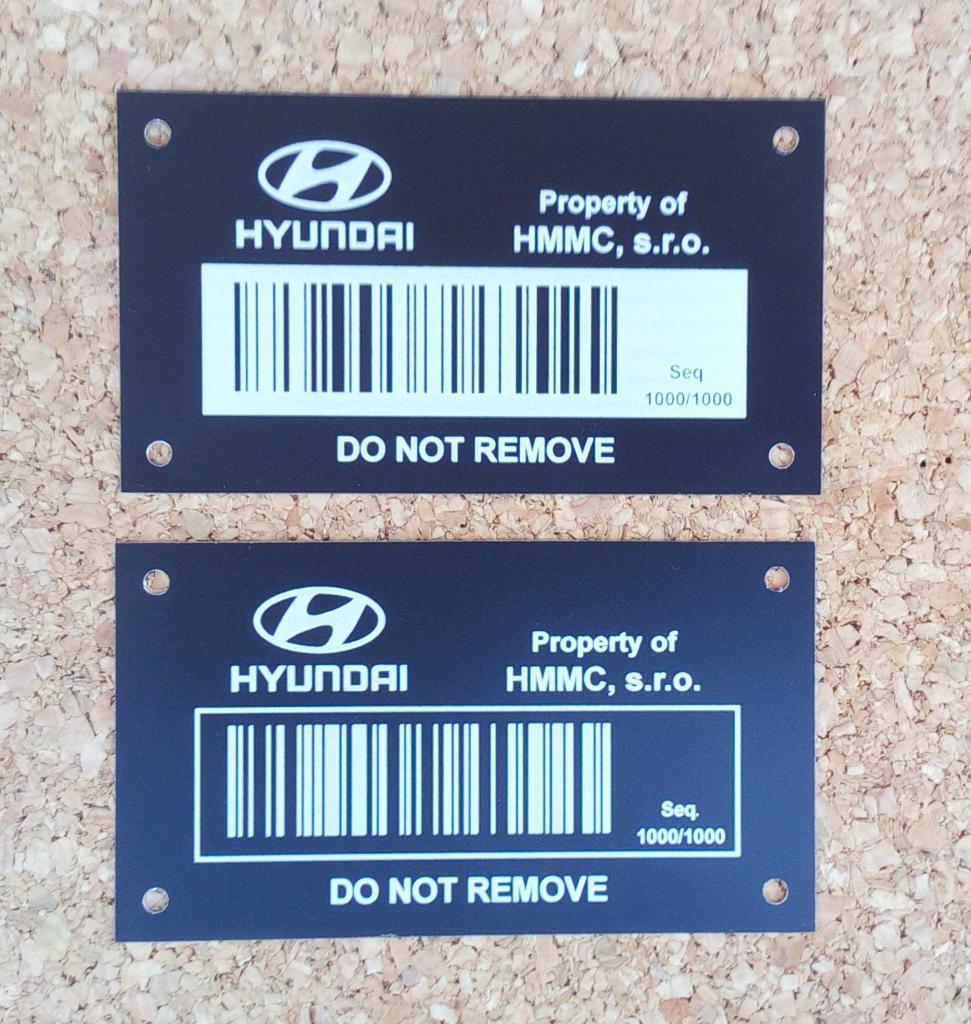 HYUNDAI
Property of
HMMC, s.r.o.
Seq
1000/1000
DO NOT REMOVE
HYUNDAI
Property of
HMMC, s.r.o.
Seq.
1000/1000
DO NOT REMOVE